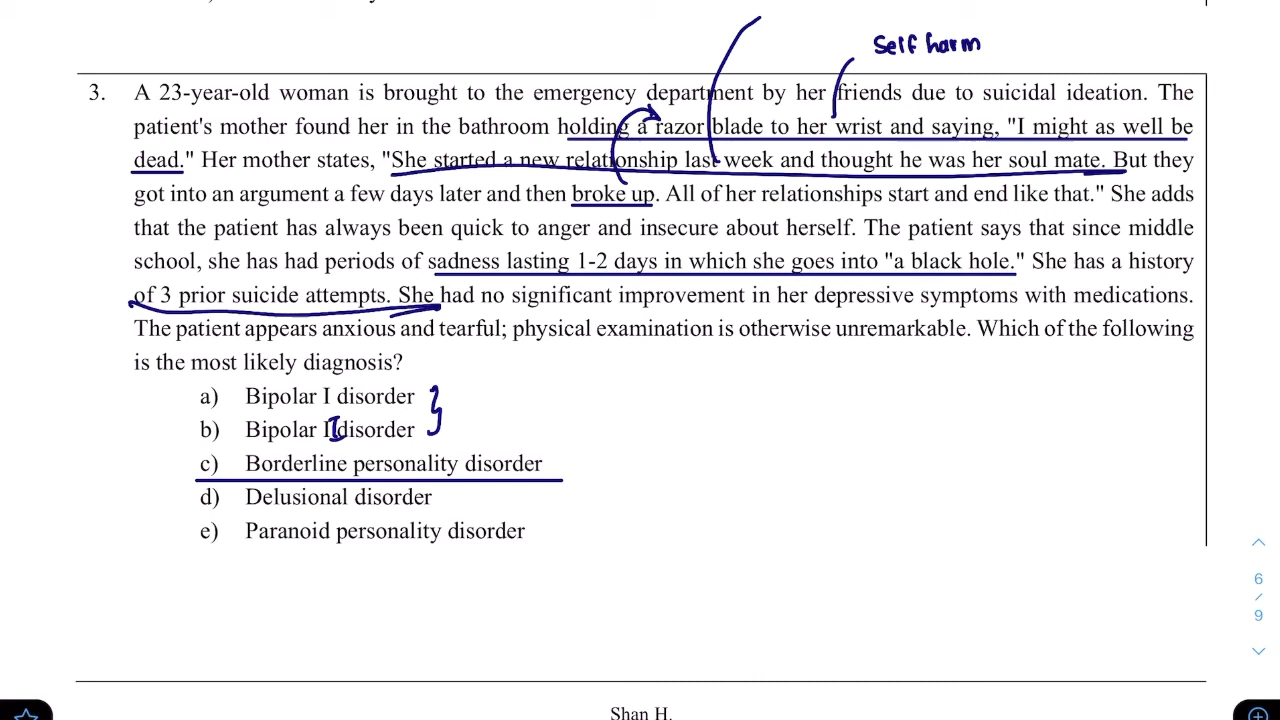 Self harm
3. A 23-year-old woman is brought to the emergency department by her friends due to suicidal ideation. The
patient's mother found her in the bathroom holding a razor blade to her wrist and saying, "I might as well be
dead." Her mother states, "She started a new relationship last week and thought he was her soul mate. But they
got into an argument a few days later and then broke up. All of her relationships start and end like that." She adds
that the patient has always been quick to anger and insecure about herself. The patient says that since middle
school, she has had periods of sadness lasting 1-2 days in which she goes into "a black hole." She has a history
of 3 prior suicide attempts. She had no significant improvement in her depressive symptoms with medications.
The patient appears anxious and tearful; physical examination is otherwise unremarkable. Which of the following
is the most likely diagnosis?
a) Bipolar I disorder
b) Bipolar II disorder
c) Borderline personality disorder
d) Delusional disorder
e) Paranoid personality disorder
6
/
9
Shan H.